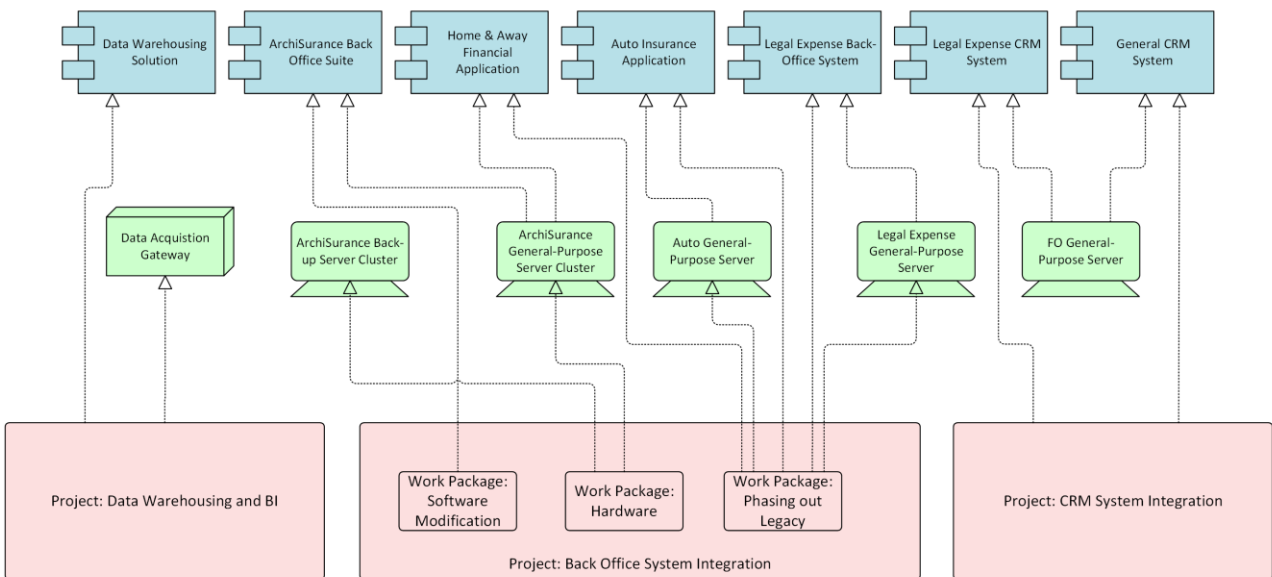 Data Warehousing
Solution
ArchiSurance Back
Office Suite
Home & Away
Financial
Application
Auto Insurance
Application
Legal Expense Back-
Office System
Legal Expense CRM
System
General CRM
System
Data Acquistion
Gateway
ArchiSurance Back-
up Server Cluster
ArchiSurance
General-Purpose
Server Cluster
Auto General-
Purpose Server
Legal Expense
General-Purpose
Server
FO General-
Purpose Server
Project: Data Warehousing and BI
Work Package:
Software
Modification
Work Package:
Hardware
Work Package:
Phasing out
Legacy
Project: Back Office System Integration
Project: CRM System Integration